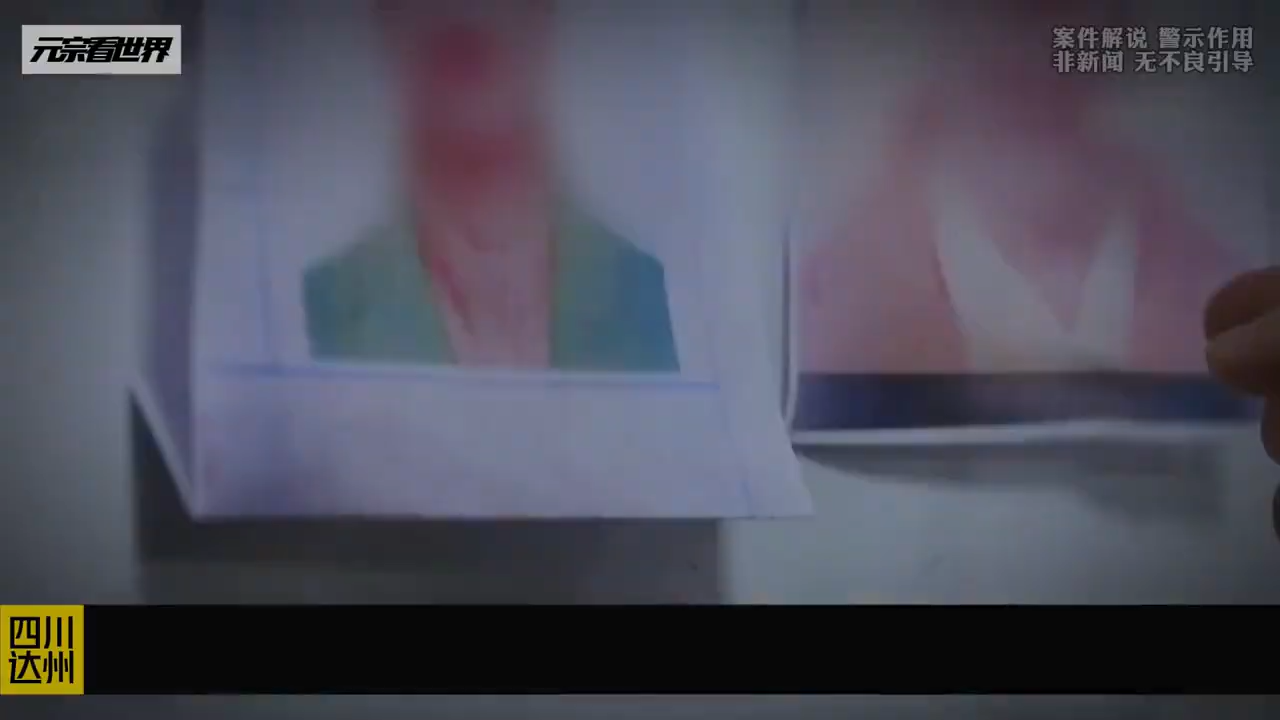 元宗看世界
案件解说 警示作用
非新闻 无不良引导
四川
达州